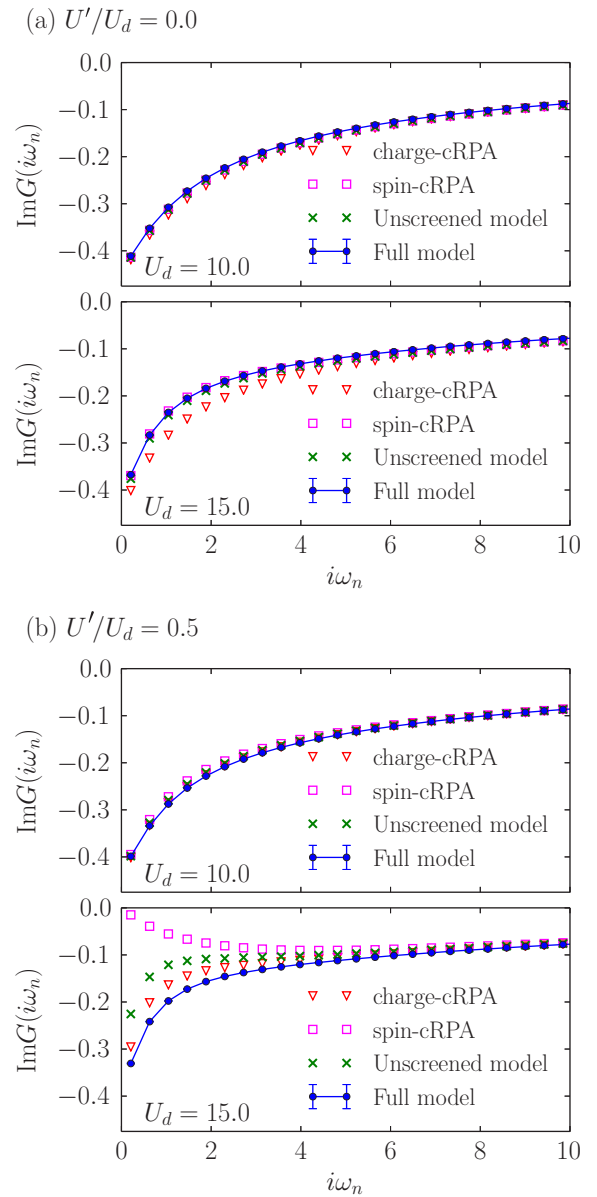 (a) U′/U_d = 0.0
0.0
−0.1
−0.2
−0.3
−0.4
ImG(iω_n)
charge-cRPA
spin-cRPA
Unscreened model
Full model
U_d = 10.0
0.0
−0.1
−0.2
−0.3
−0.4
ImG(iω_n)
charge-cRPA
spin-cRPA
Unscreened model
Full model
U_d = 15.0
0 2 4 6 8 10
iω_n
(b) U′/U_d = 0.5
0.0
−0.1
−0.2
−0.3
−0.4
ImG(iω_n)
charge-cRPA
spin-cRPA
Unscreened model
Full model
U_d = 10.0
0.0
−0.1
−0.2
−0.3
−0.4
ImG(iω_n)
charge-cRPA
spin-cRPA
Unscreened model
Full model
U_d = 15.0
0 2 4 6 8 10
iω_n